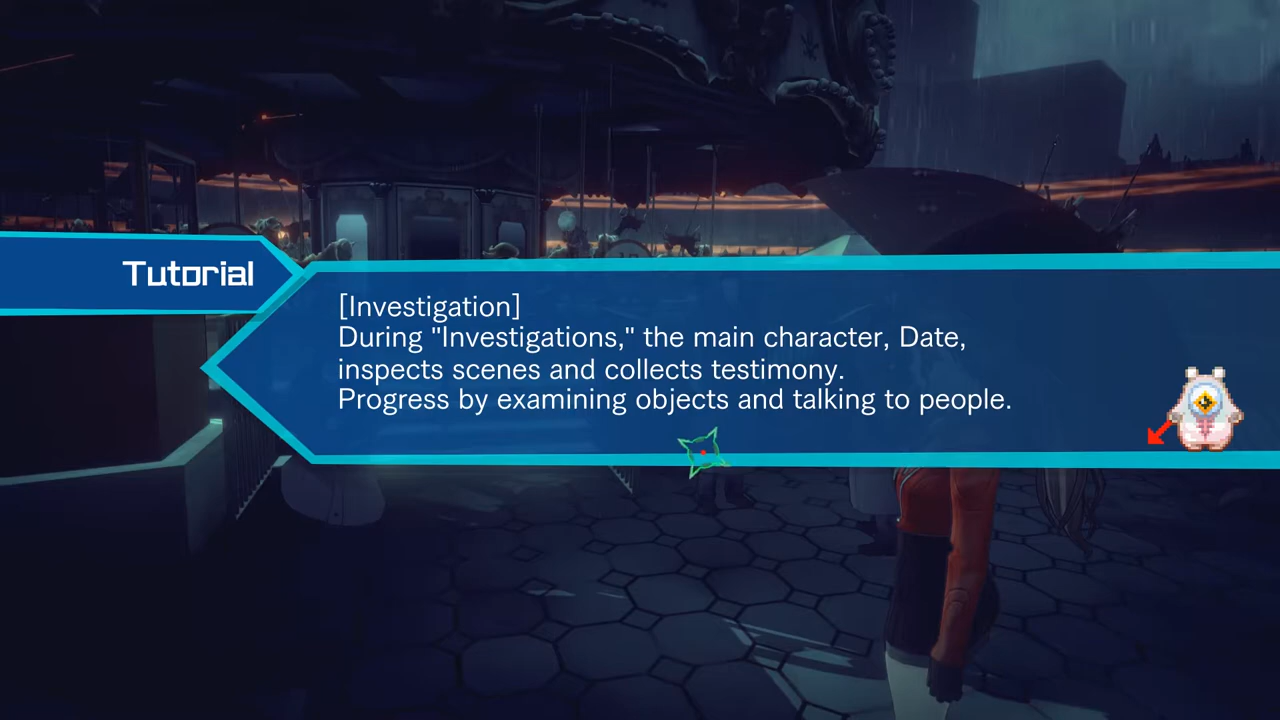 Tutorial
[Investigation]
During "Investigations," the main character, Date,
inspects scenes and collects testimony.
Progress by examining objects and talking to people.